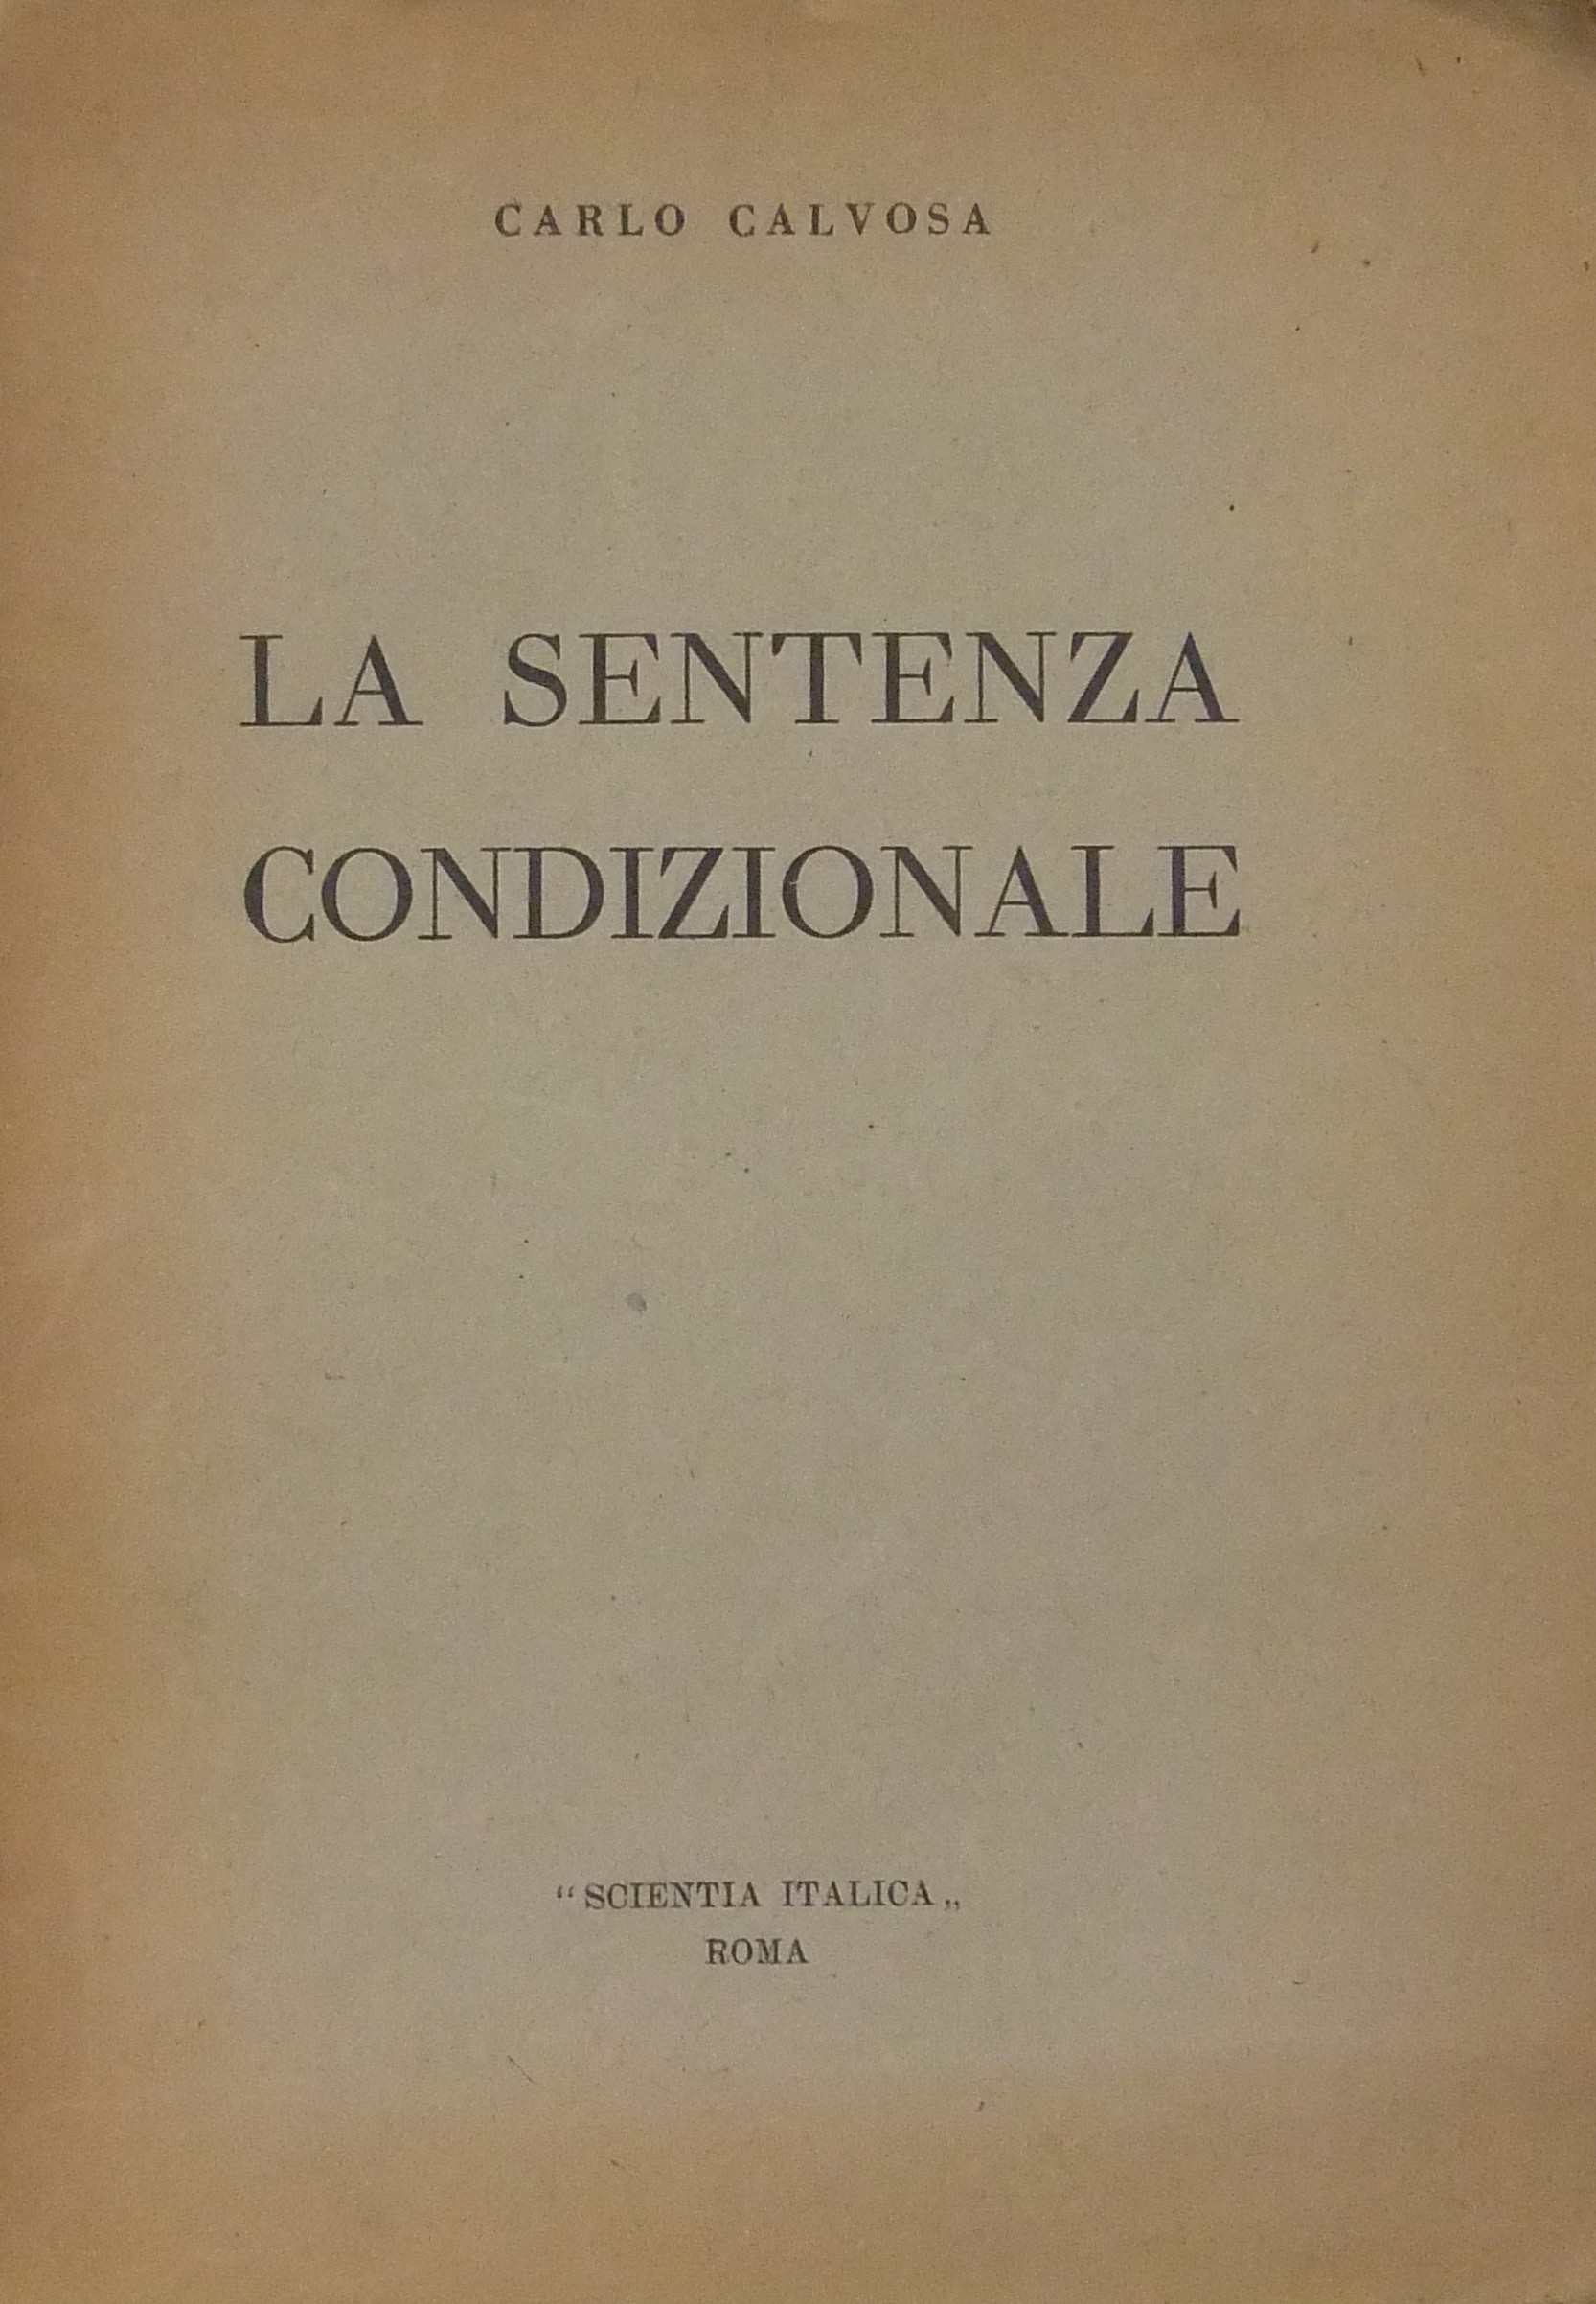 CARLO CALVOSA
LA SENTENZA
CONDIZIONALE
“SCIENTIA ITALICA„
ROMA